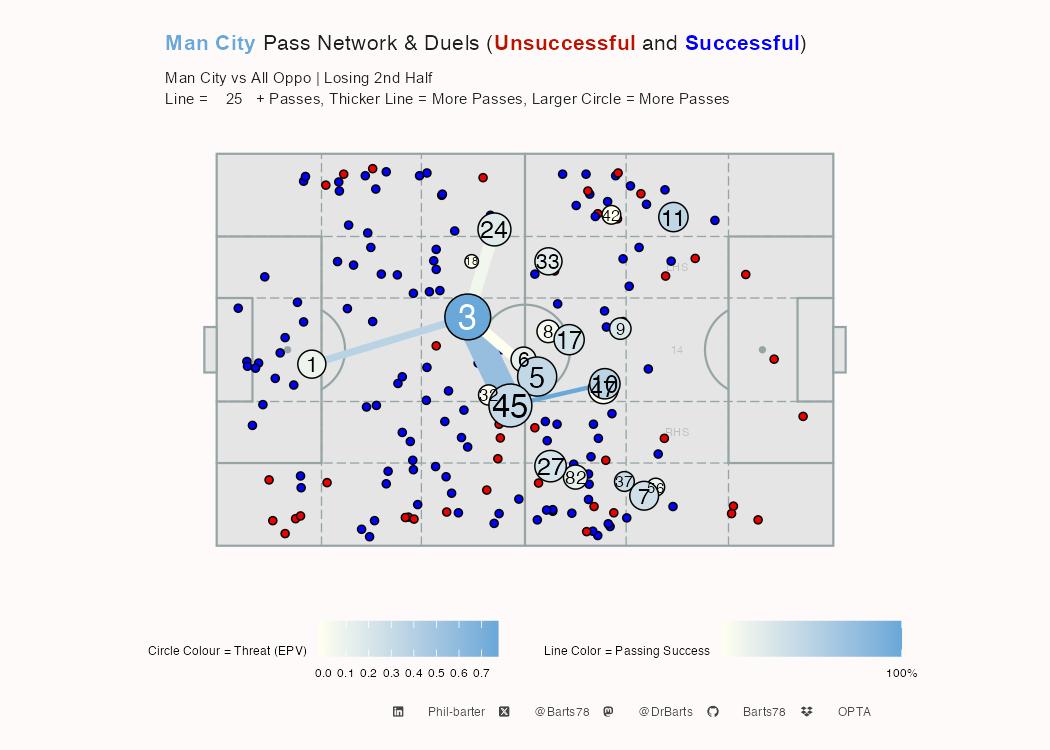 Man City Pass Network & Duels (Unsuccessful and Successful)
Man City vs All Oppo | Losing 2nd Half
Line = 25 + Passes, Thicker Line = More Passes, Larger Circle = More Passes
42
11
24
18
33
HS
3
8
17
9
1
6
14
5
47
32
45
RHS
27
82
37
56
7
Circle Colour = Threat (EPV)
0.0 0.1 0.2 0.3 0.4 0.5 0.6 0.7
Line Color = Passing Success
100%
Phil-barter @Barts78 @DrBarts Barts78 OPTA